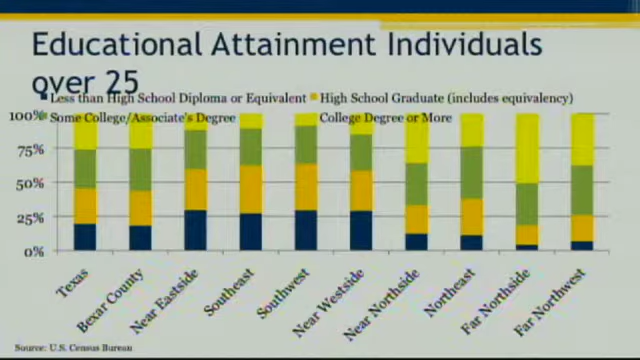 Educational Attainment Individuals
over 25
Less than High School Diploma or Equivalent High School Graduate (includes equivalency)
Some College/Associate's Degree College Degree or More
100%
75%
50%
25%
0%
Texas
Bexar County
Near Eastside
Southeast
Southwest
Near Westside
Near Northside
Northeast
Far Northside
Far Northwest
Source: U.S. Census Bureau